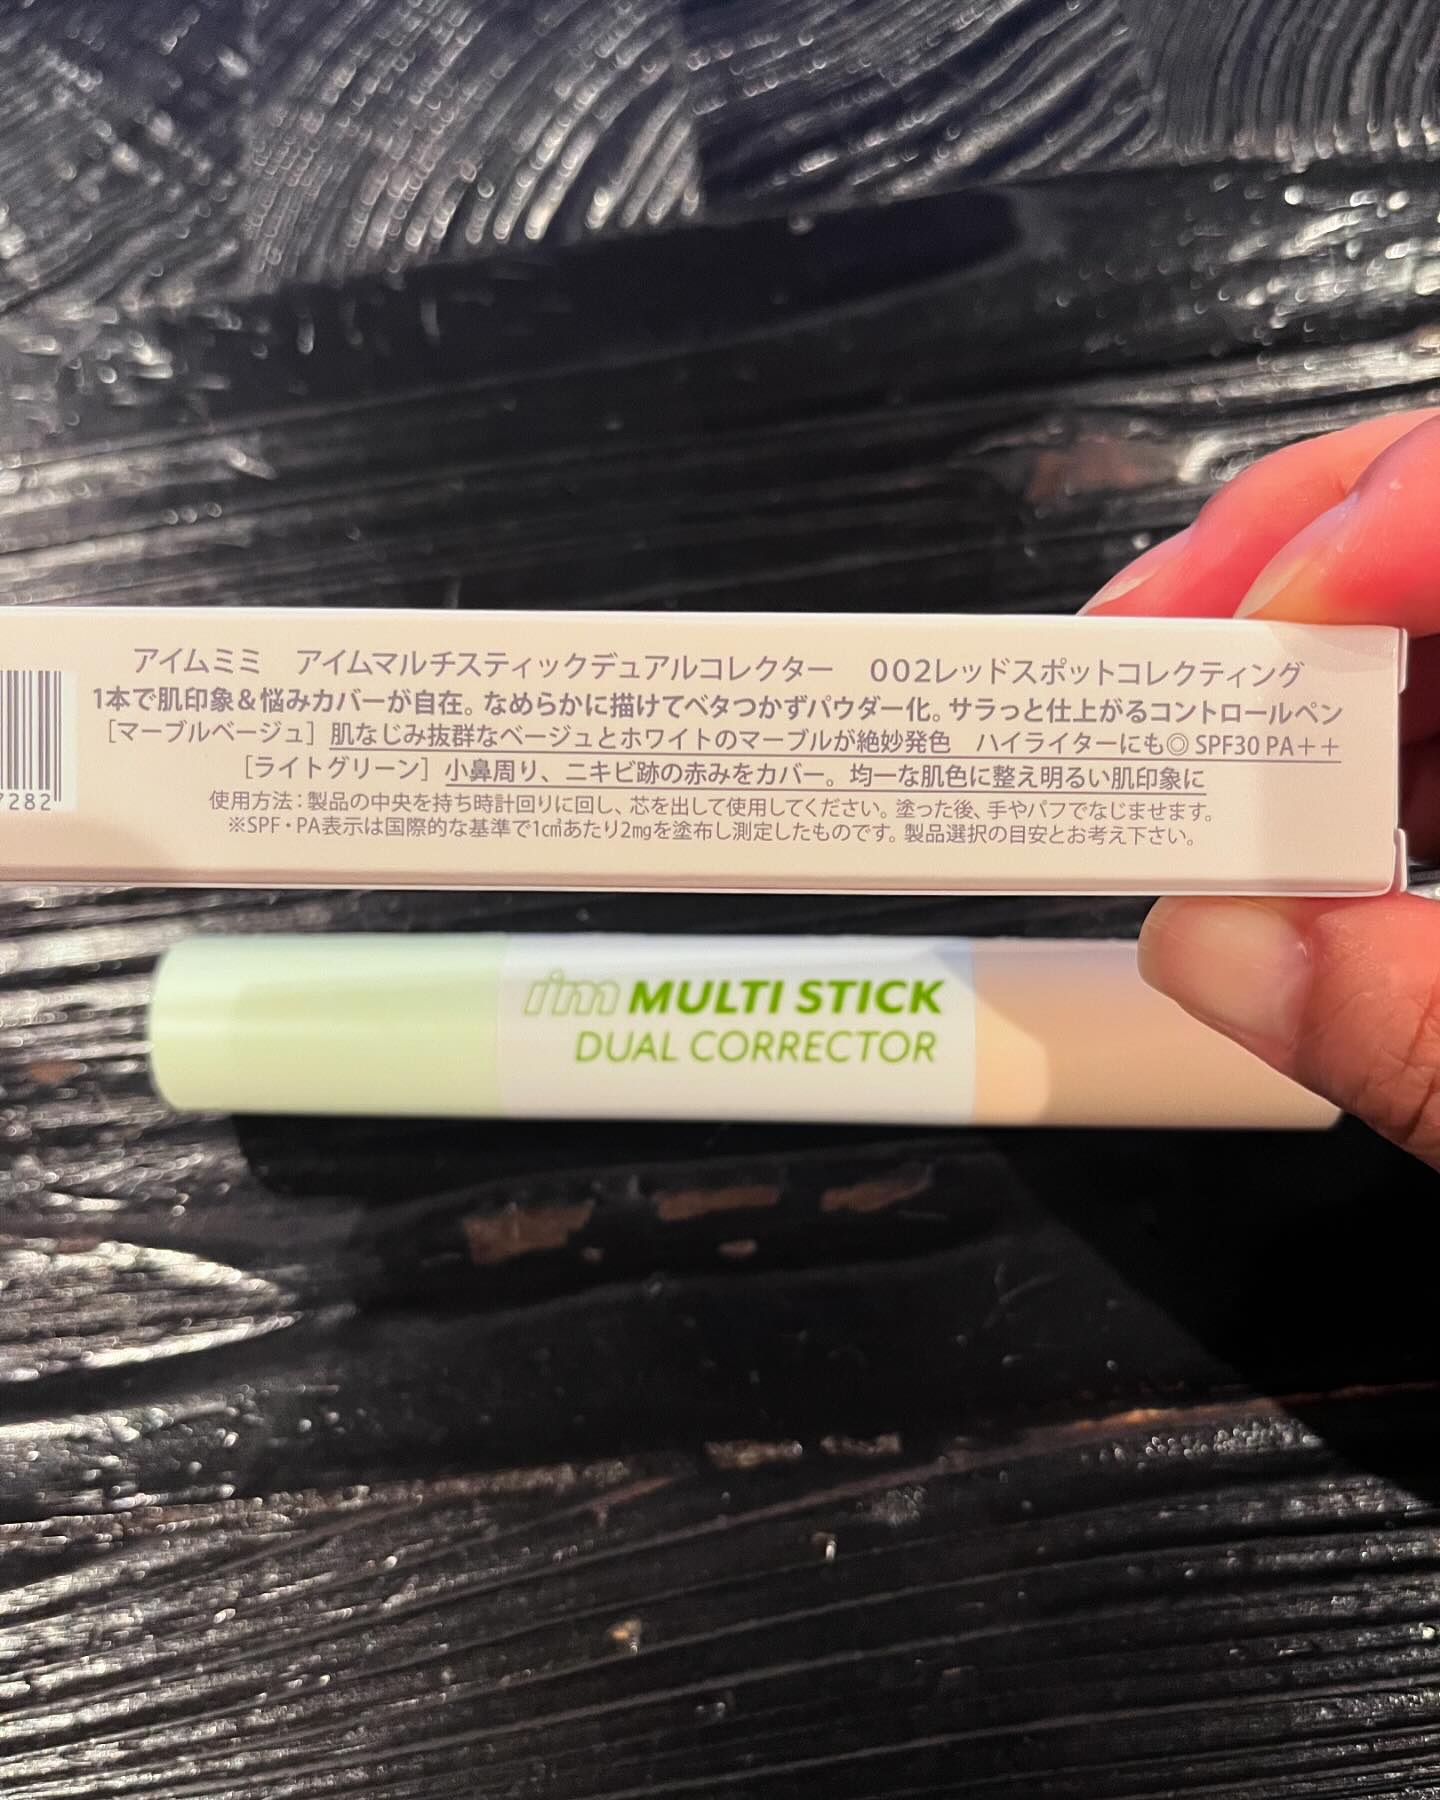 アイムミミ　アイムマルチスティックデュアルコレクター　002レッドスポットコレクティング
1本で肌印象＆悩みカバーが自在。なめらかに描けてベタつかずパウダー化。サラっと仕上がるコントロールペン
［マーブルベージュ］肌なじみ抜群なベージュとホワイトのマーブルが絶妙発色　ハイライターにも◎ SPF30 PA＋＋
［ライトグリーン］小鼻周り、ニキビ跡の赤みをカバー。均一な肌色に整え明るい肌印象に
使用方法：製品の中央を持ち時計回りに回し、芯を出して使用してください。塗った後、手やパフでなじませます。
※SPF・PA表示は国際的な基準で1㎠あたり2㎎を塗布し測定したものです。製品選択の目安とお考え下さい。
7282
i'm MULTI STICK
DUAL CORRECTOR